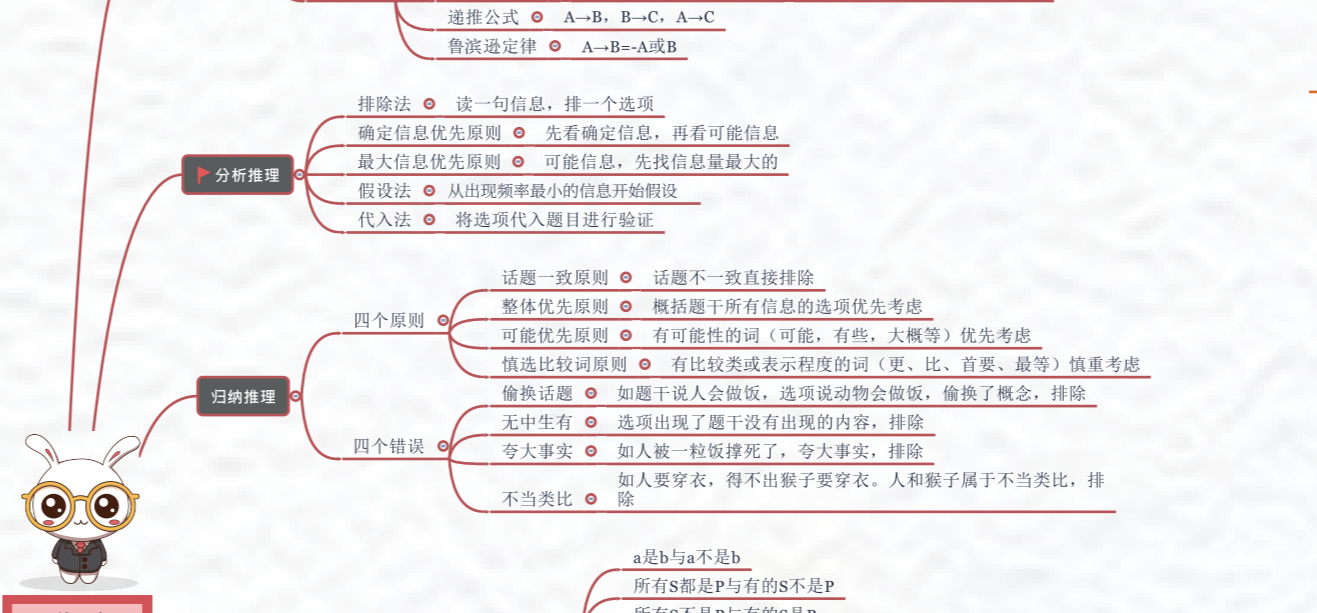 递推公式 A→B，B→C，A→C
鲁滨逊定律 A→B=-A或B
分析推理
排除法 读一句信息，排一个选项
确定信息优先原则 先看确定信息，再看可能信息
最大信息优先原则 可能信息，先找信息量最大的
假设法 从出现频率最小的信息开始假设
代入法 将选项代入题目进行验证
归纳推理
四个原则
话题一致原则 话题不一致直接排除
整体优先原则 概括题干所有信息的选项优先考虑
可能优先原则 有可能性的词（可能，有些，大概等）优先考虑
慎选比较词原则 有比较类或表示程度的词（更、比、首要、最等）慎重考虑
四个错误
偷换话题 如题干说人会做饭，选项说动物会做饭，偷换了概念，排除
无中生有 选项出现了题干没有出现的内容，排除
夸大事实 如人被一粒饭撑死了，夸大事实，排除
不当类比 如人要穿衣，得不出猴子要穿衣。人和猴子属于不当类比，排
除
a是b与a不是b
所有S都是P与有的S不是P
所有S不是P与有的S是P